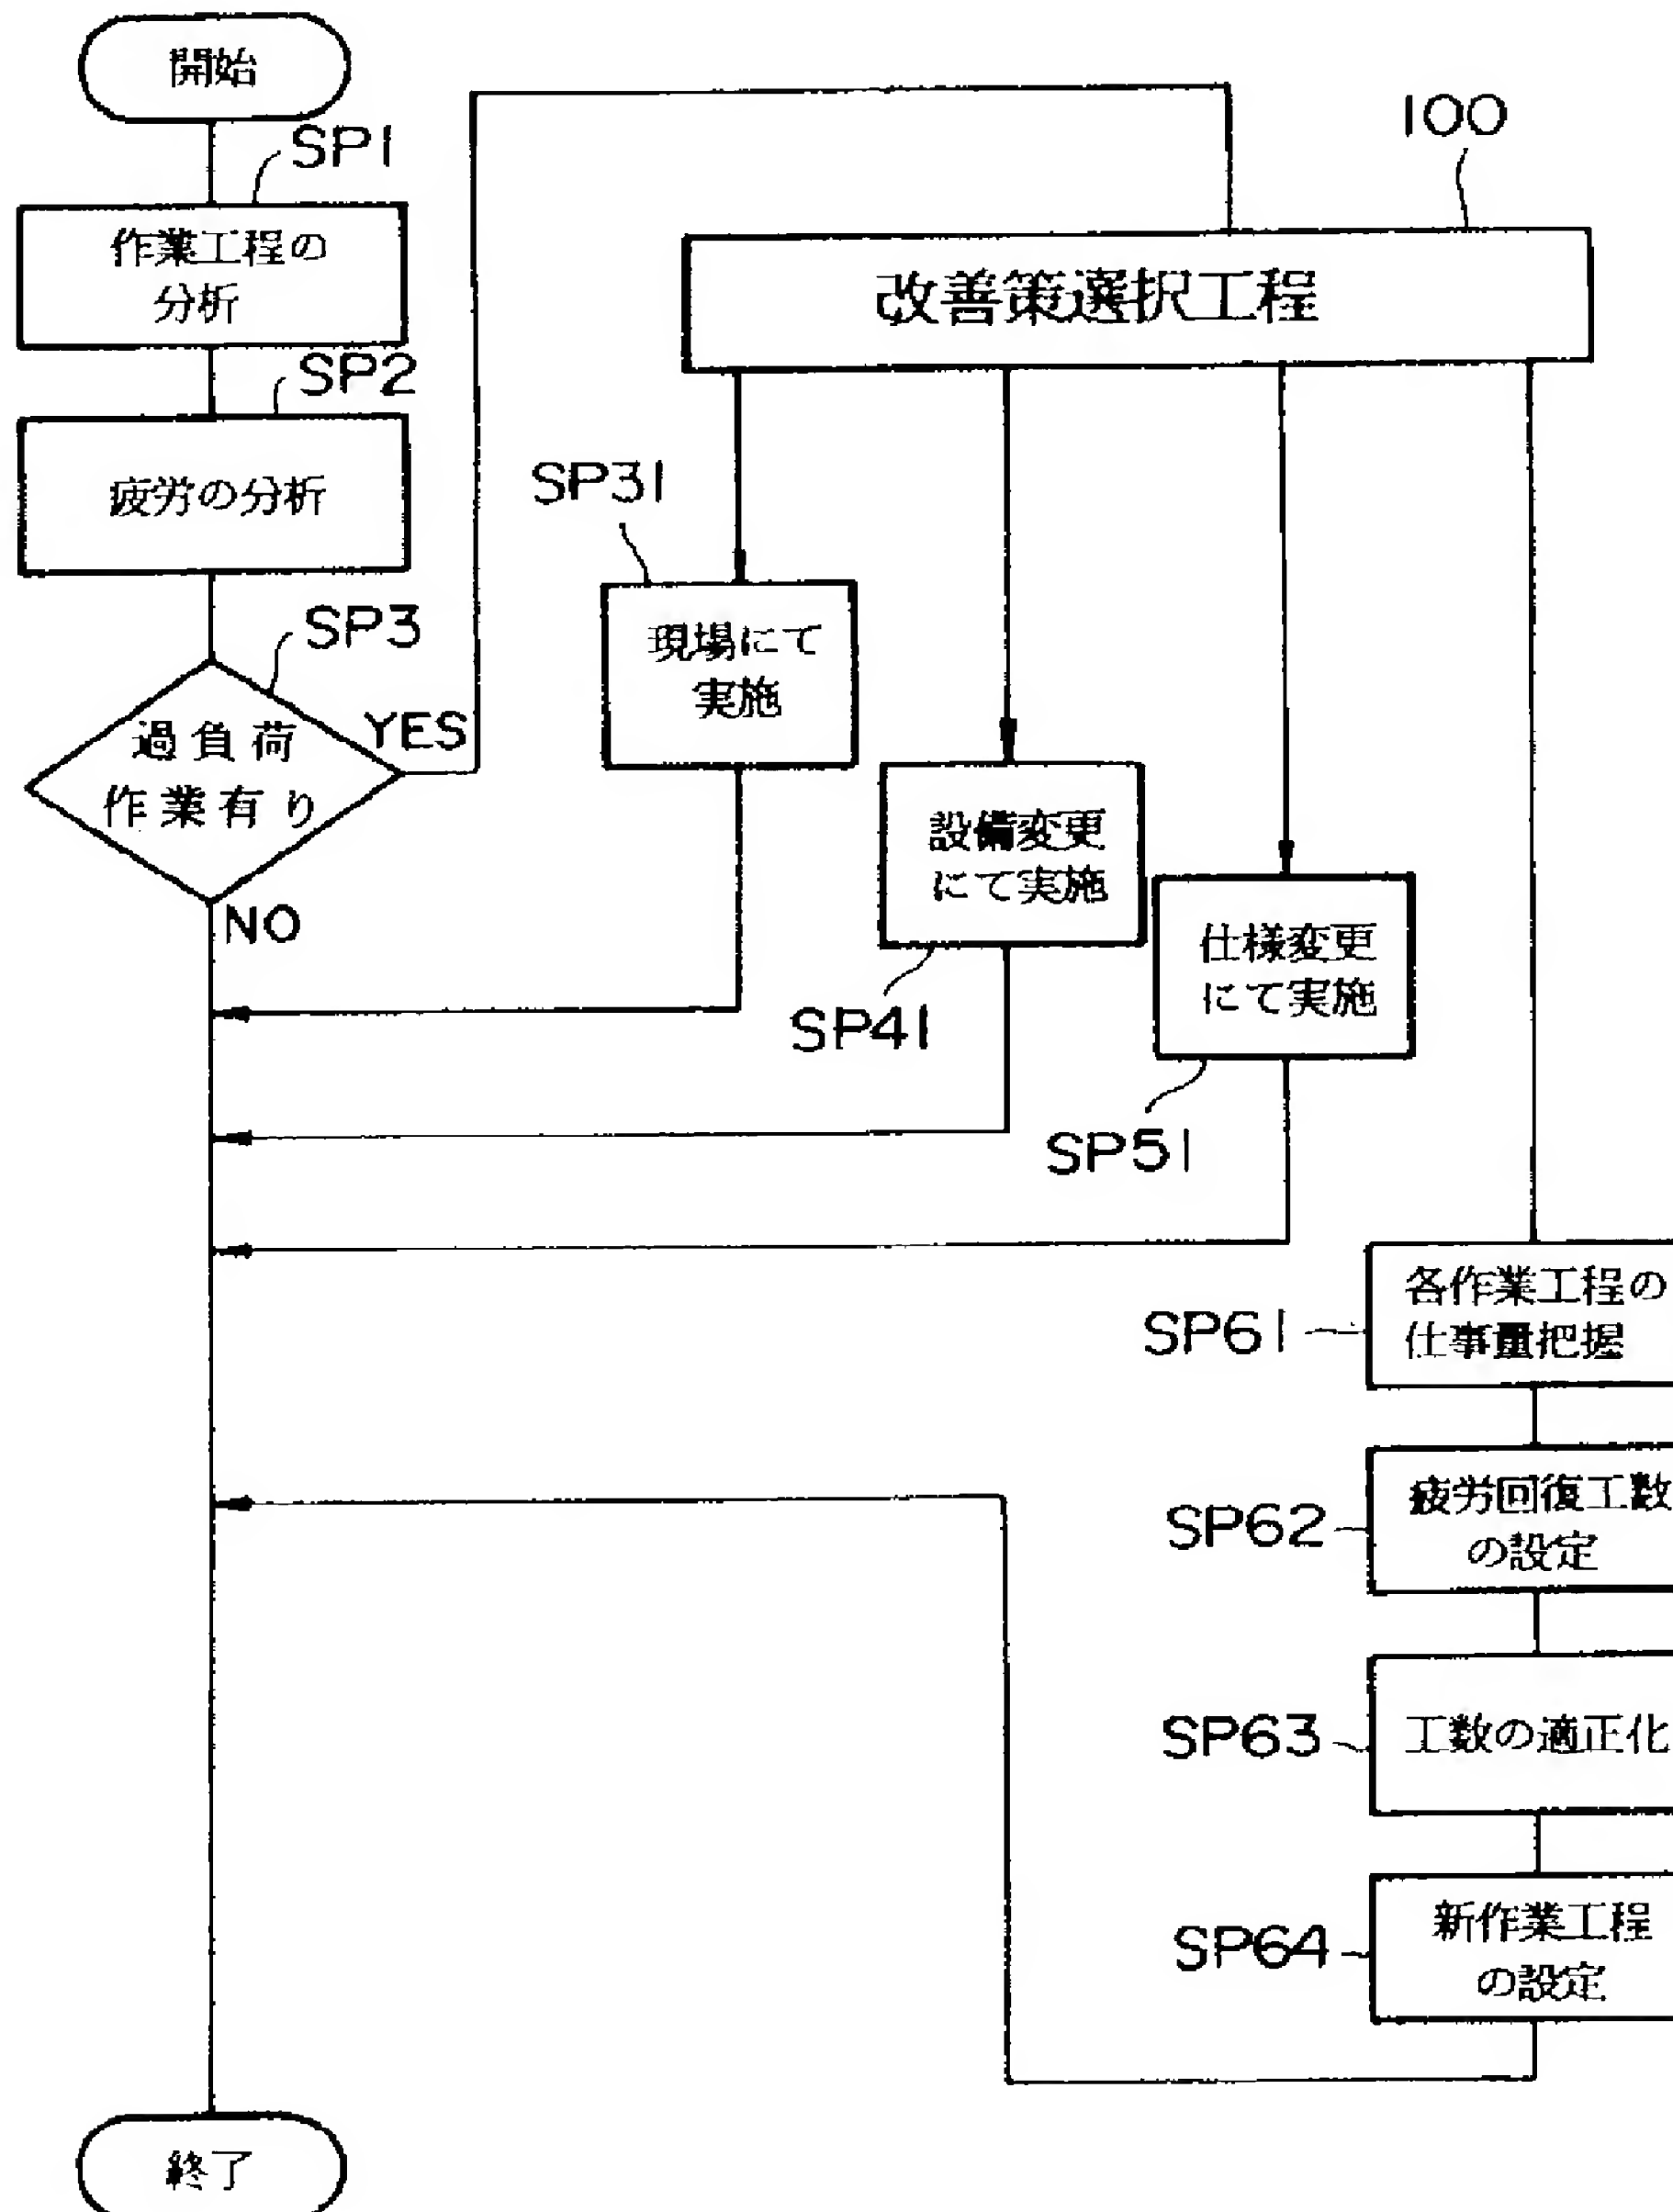 開始
SP1
作業工程の
分析
SP2
疲労の分析
SP3
過負荷
作業有り
YES
NO
100
改善策選択工程
SP31
現場にて
実施
設備変更
にて実施
SP41
仕様変更
にて実施
SP51
SP61
各作業工程の
仕事量把握
SP62
疲労回復工数
の設定
SP63
工数の適正化
SP64
新作業工程
の設定
終了